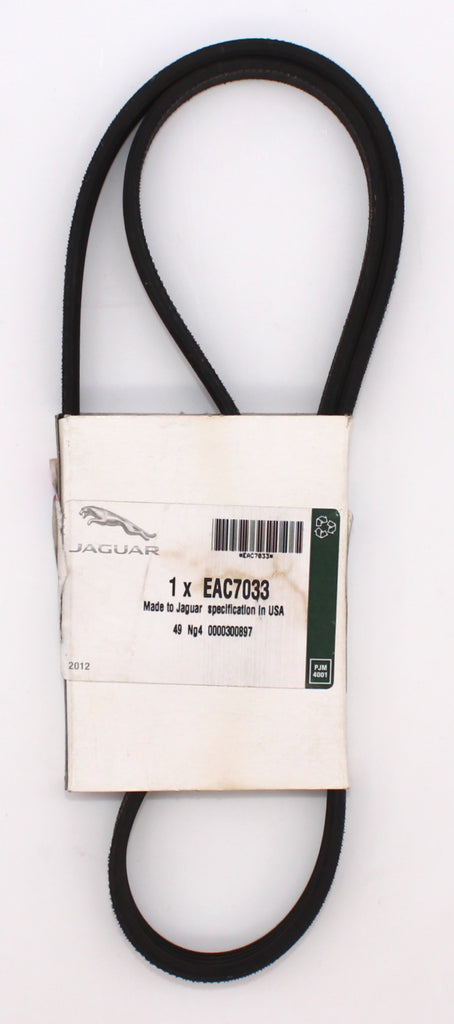 JAGUAR
*EAC7033*
1 x EAC7033
Made to Jaguar specification in USA
49 Ng4 0000300897
2012
PJM
4001